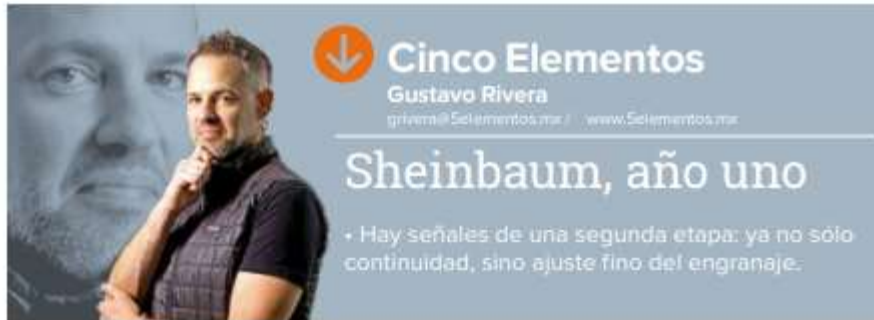 Cinco Elementos
Gustavo Rivera
grivera@5elementos.mx / www.5elementos.mx
Sheinbaum, año uno
• Hay señales de una segunda etapa: ya no sólo
continuidad, sino ajuste fino del engranaje.